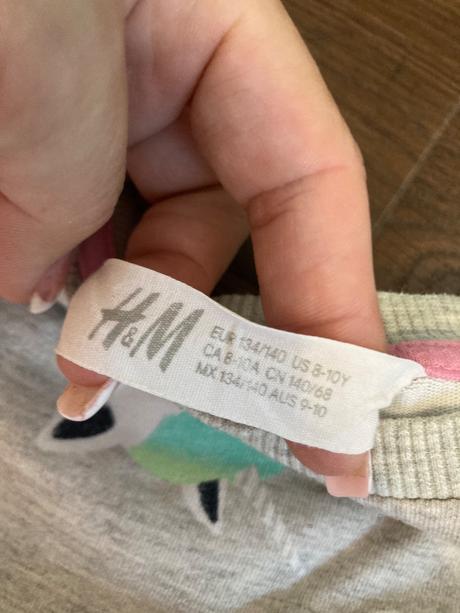 H&M
EUR 134/140 US 8-10Y
CA 8-10A CN 140/68
MX 134/140 AUS 9-10